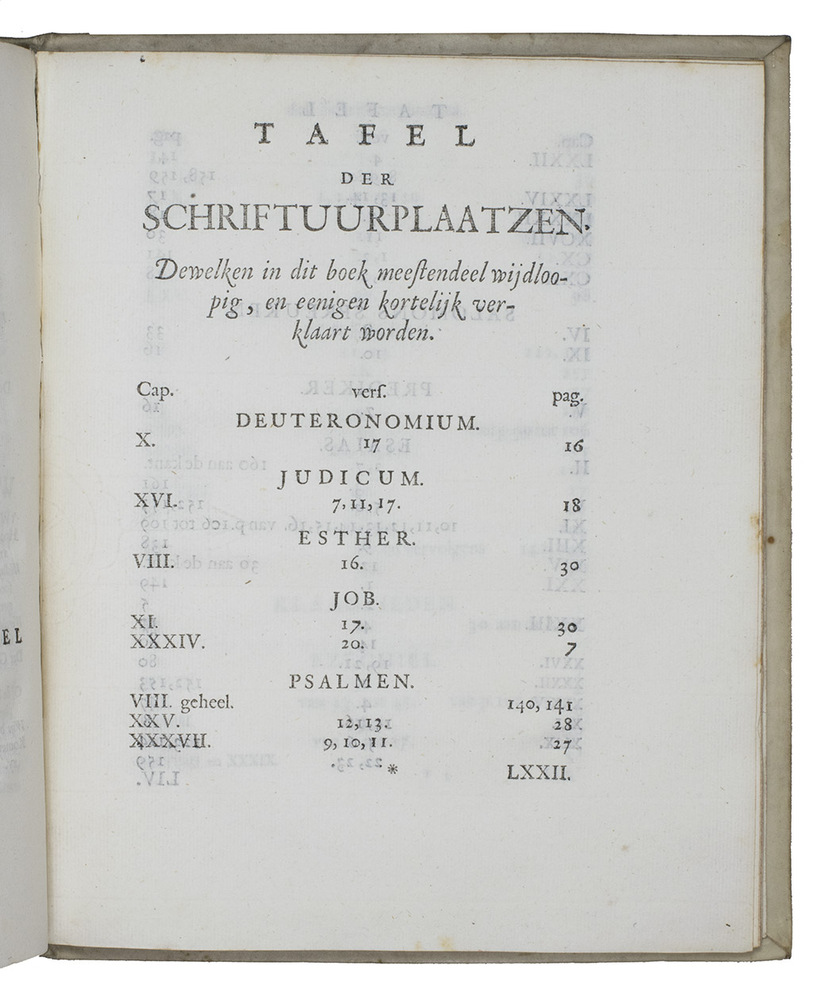 EL
TAFEL
DER
SCHRIFTUURPLAATZEN.
Dewelken in dit boek meeſtendeel wijdloo-
pig, en eenigen kortelijk ver-
klaart worden.
Cap. verſ. pag.
DEUTERONOMIUM.
X. 17 16
JUDICUM.
XVI. 7, 11, 17. 18
ESTHER.
VIII. 16. 30
JOB.
XI. 17. 30
XXXIV. 20. 7
PSALMEN.
VIII. geheel. 140, 141
XXV. 12, 13. 28
XXXVII. 9, 10, 11. 27
* LXXII.